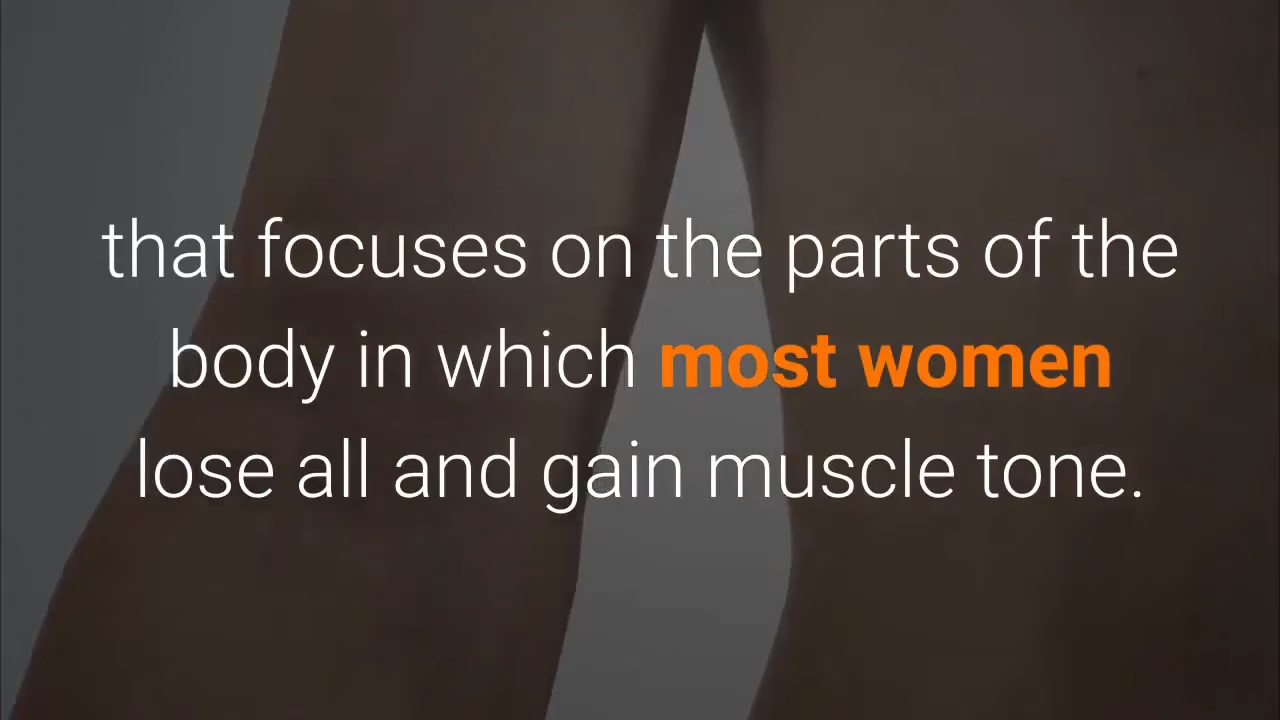 that focuses on the parts of the
body in which most women
lose all and gain muscle tone.